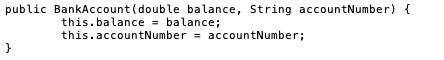 public BankAccount(double balance, String accountNumber) {
        this.balance = balance;
        this.accountNumber = accountNumber;
}